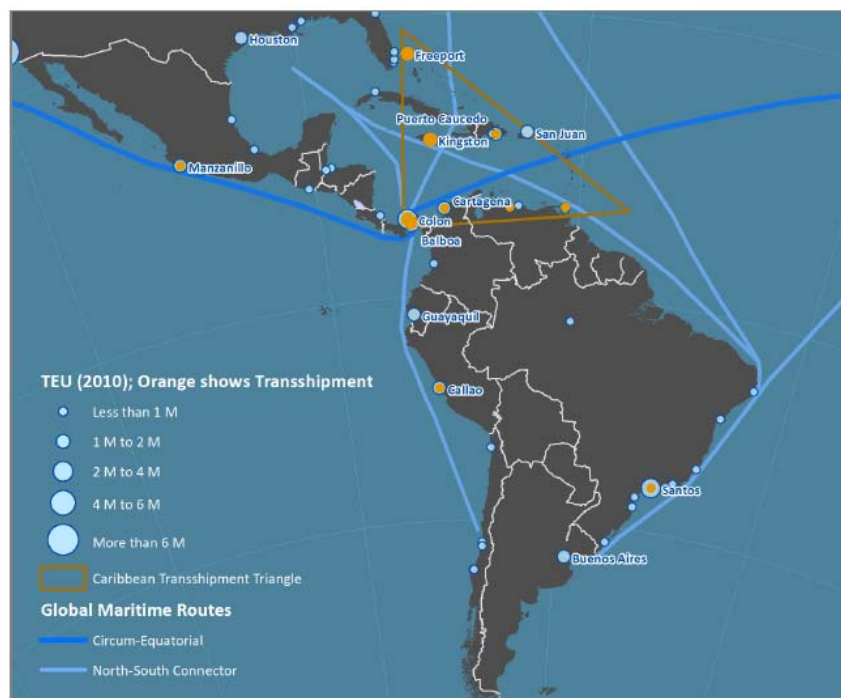 Houston
Freeport
Puerto Caucedo
San Juan
Kingston
Manzanillo
Cartagena
Colon
Balboa
Guayaquil
Callao
Santos
Buenos Aires
TEU (2010); Orange shows Transshipment
Less than 1 M
1 M to 2 M
2 M to 4 M
4 M to 6 M
More than 6 M
Caribbean Transshipment Triangle
Global Maritime Routes
Circum-Equatorial
North-South Connector